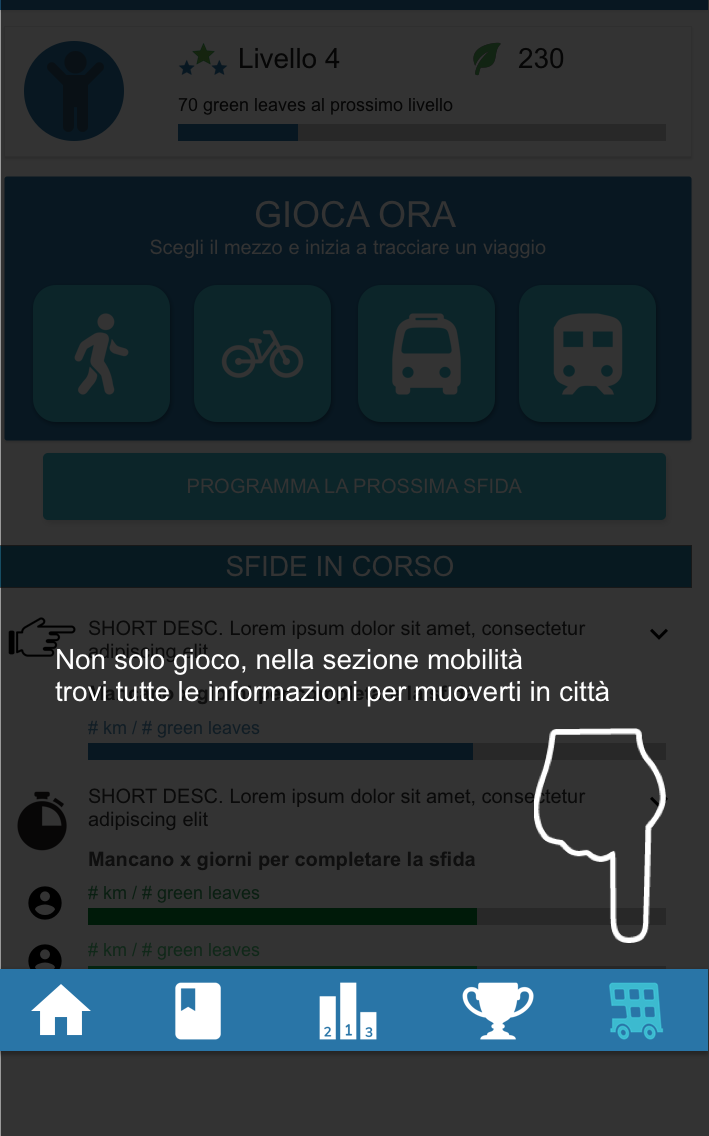 Livello 4
230
70 green leaves al prossimo livello
GIOCA ORA
Scegli il mezzo e inizia a tracciare un viaggio
PROGRAMMA LA PROSSIMA SFIDA
SFIDE IN CORSO
SHORT DESC. Lorem ipsum dolor sit amet, consectetur
adipiscing elit
Non solo gioco, nella sezione mobilità
trovi tutte le informazioni per muoverti in città
# km / # green leaves
SHORT DESC. Lorem ipsum dolor sit amet, consectetur
adipiscing elit
Mancano x giorni per completare la sfida
# km / # green leaves
# km / # green leaves
2 1 3